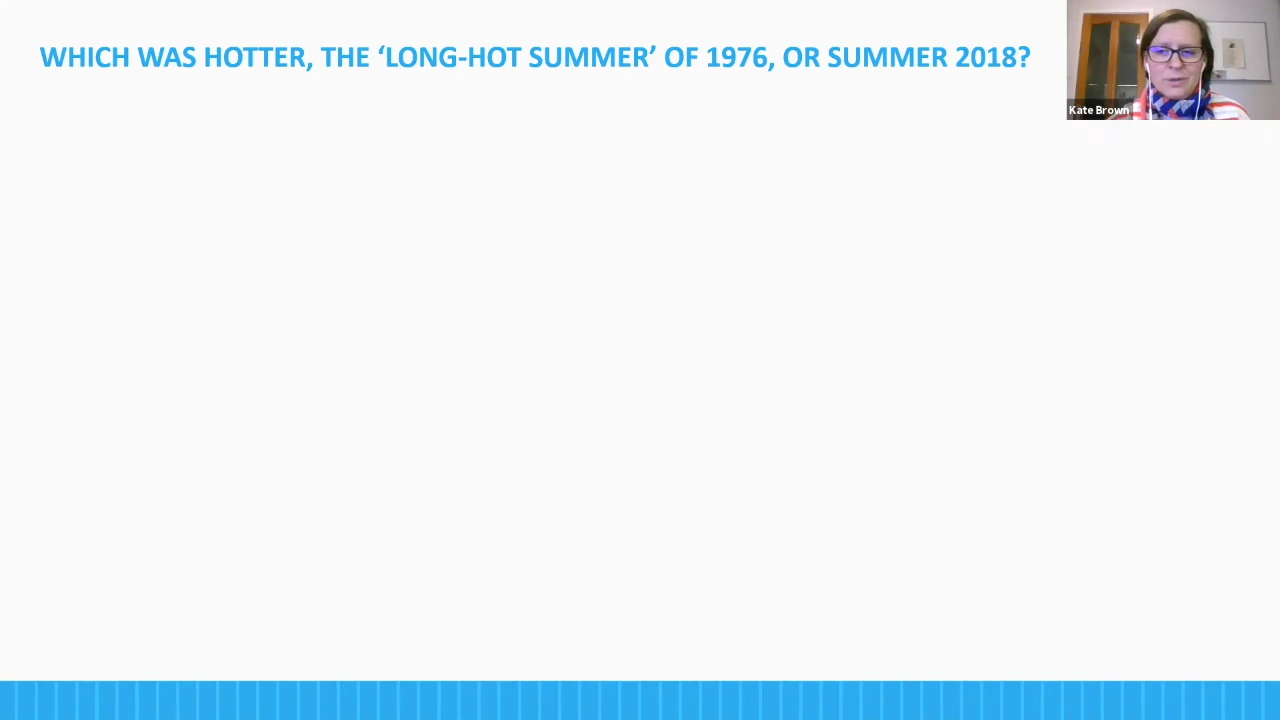 WHICH WAS HOTTER, THE ‘LONG-HOT SUMMER’ OF 1976, OR SUMMER 2018?
Kate Brown